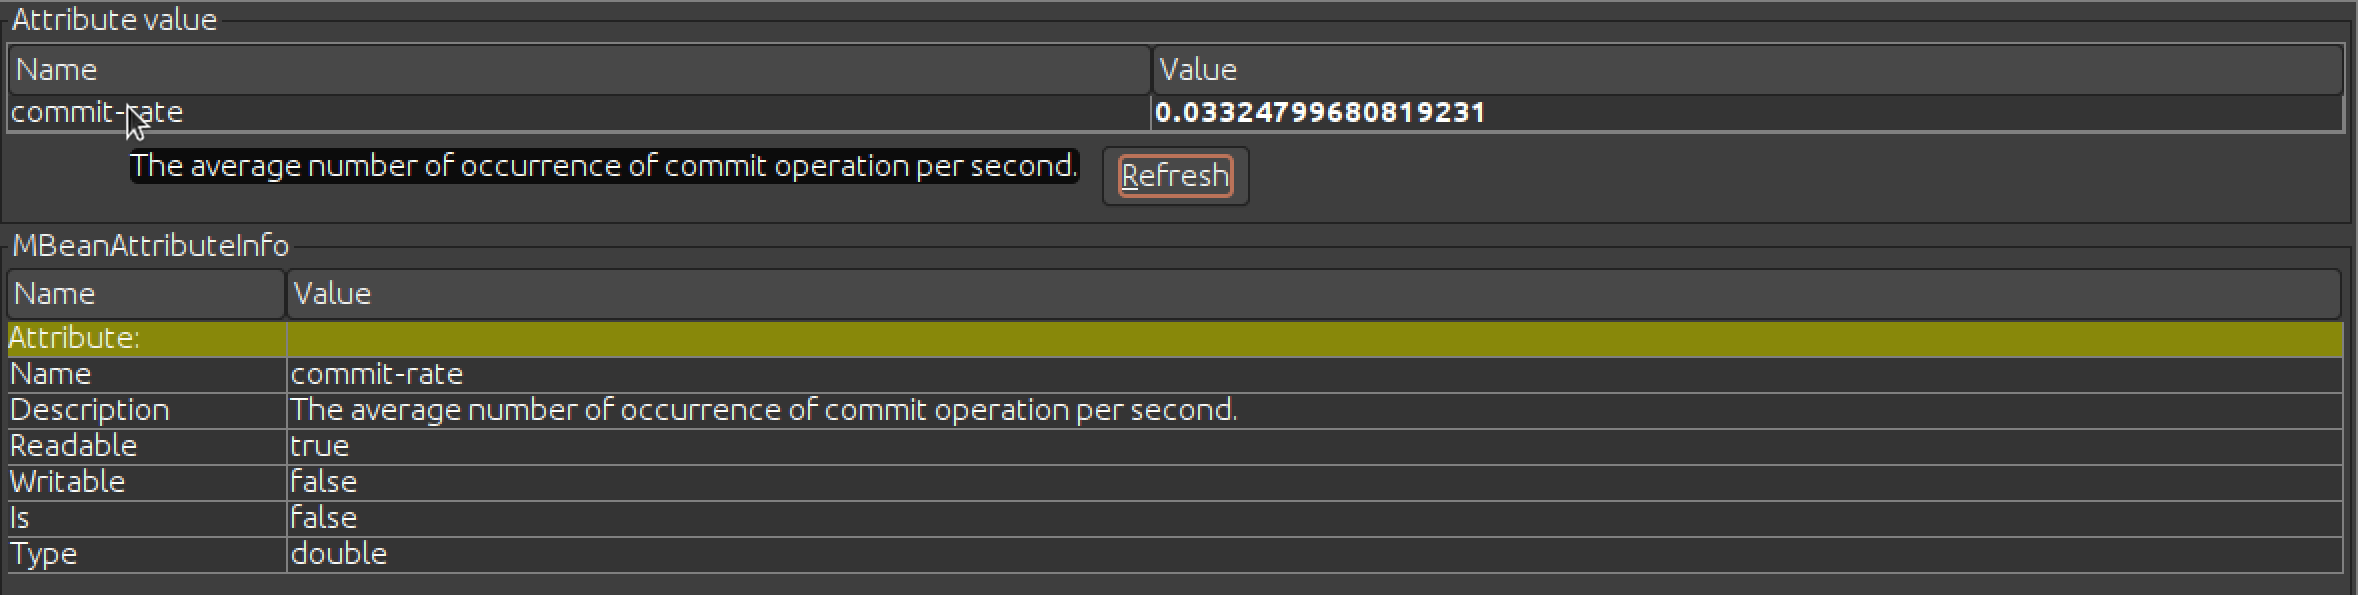 Attribute value
Name Value
commit-rate 0.03324799680819231
The average number of occurrence of commit operation per second. Refresh
MBeanAttributeInfo
Name Value
Attribute:
Name commit-rate
Description The average number of occurrence of commit operation per second.
Readable true
Writable false
Is false
Type double